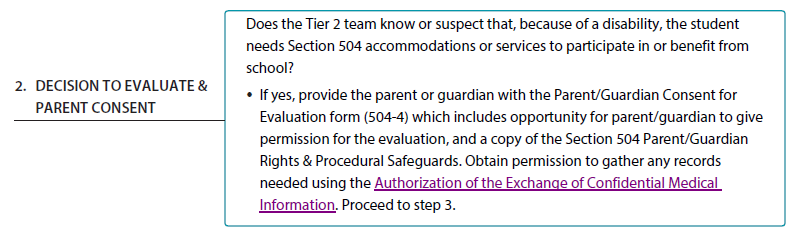 2. DECISION TO EVALUATE &
PARENT CONSENT
Does the Tier 2 team know or suspect that, because of a disability, the student
needs Section 504 accommodations or services to participate in or benefit from
school?
• If yes, provide the parent or guardian with the Parent/Guardian Consent for
Evaluation form (504-4) which includes opportunity for parent/guardian to give
permission for the evaluation, and a copy of the Section 504 Parent/Guardian
Rights & Procedural Safeguards. Obtain permission to gather any records
needed using the Authorization of the Exchange of Confidential Medical
Information. Proceed to step 3.